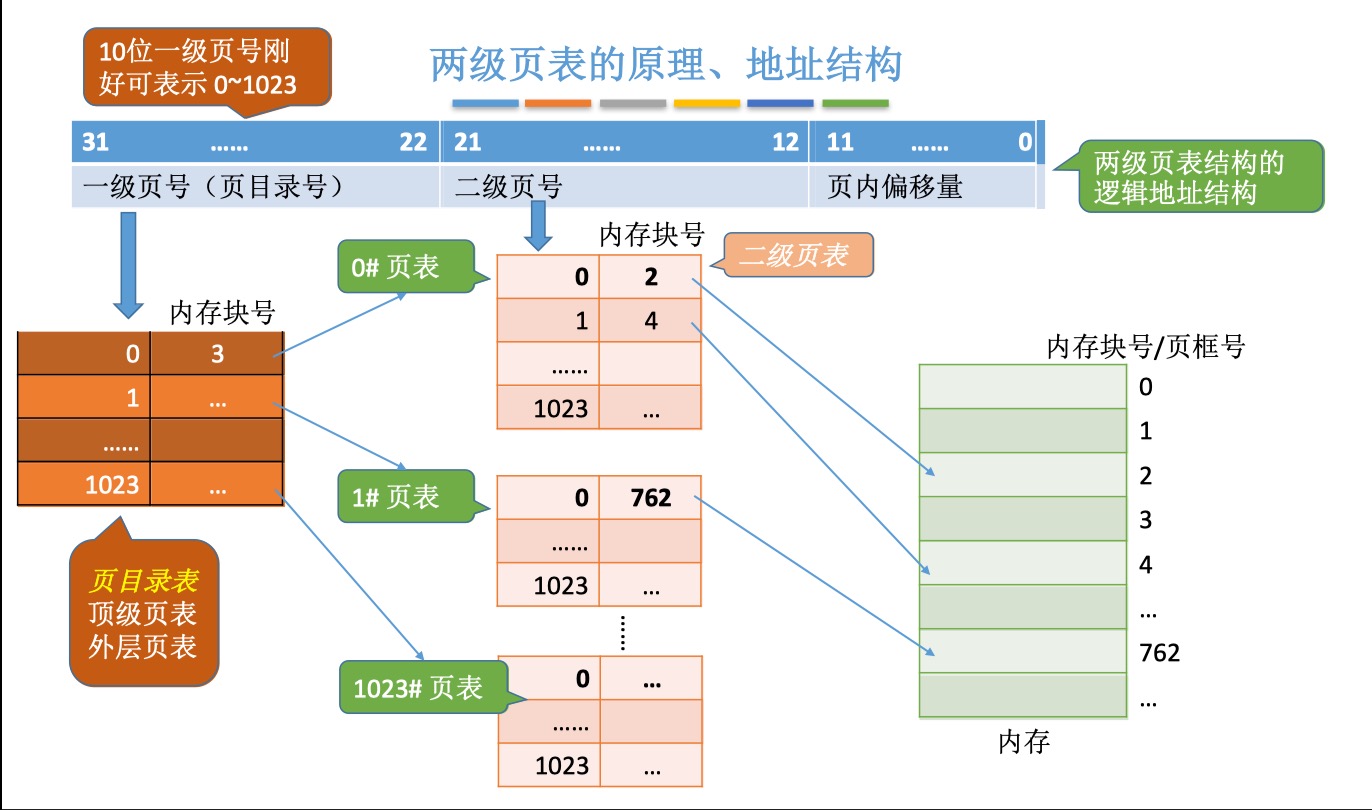 两级页表的原理、地址结构
10位一级页号刚
好可表示 0~1023
31 …… 22 21 …… 12 11 …… 0
一级页号（页目录号） 二级页号 页内偏移量
两级页表结构的
逻辑地址结构
内存块号
0 3
1 …
……
1023 …
页目录表
顶级页表
外层页表
0# 页表
内存块号
二级页表
0 2
1 4
……
1023 …
1# 页表
0 762
……
1023 …
……
1023# 页表
0 …
……
1023 …
内存块号/页框号
0
1
2
3
4
…
762
…
内存